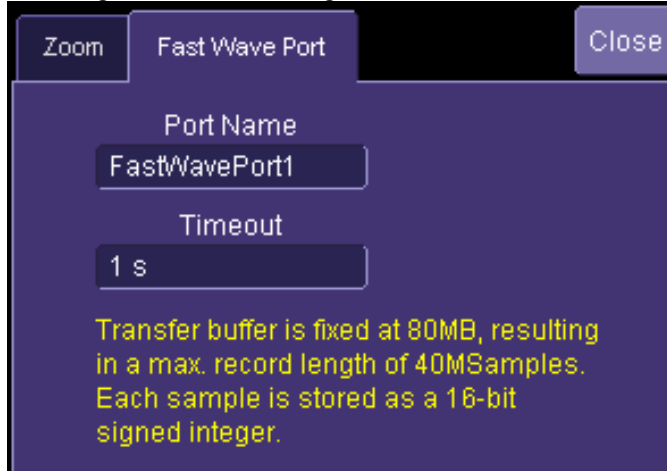 Zoom
Fast Wave Port
Close
Port Name
FastWavePort1
Timeout
1 s
Transfer buffer is fixed at 80MB, resulting
in a max. record length of 40MSamples.
Each sample is stored as a 16-bit
signed integer.